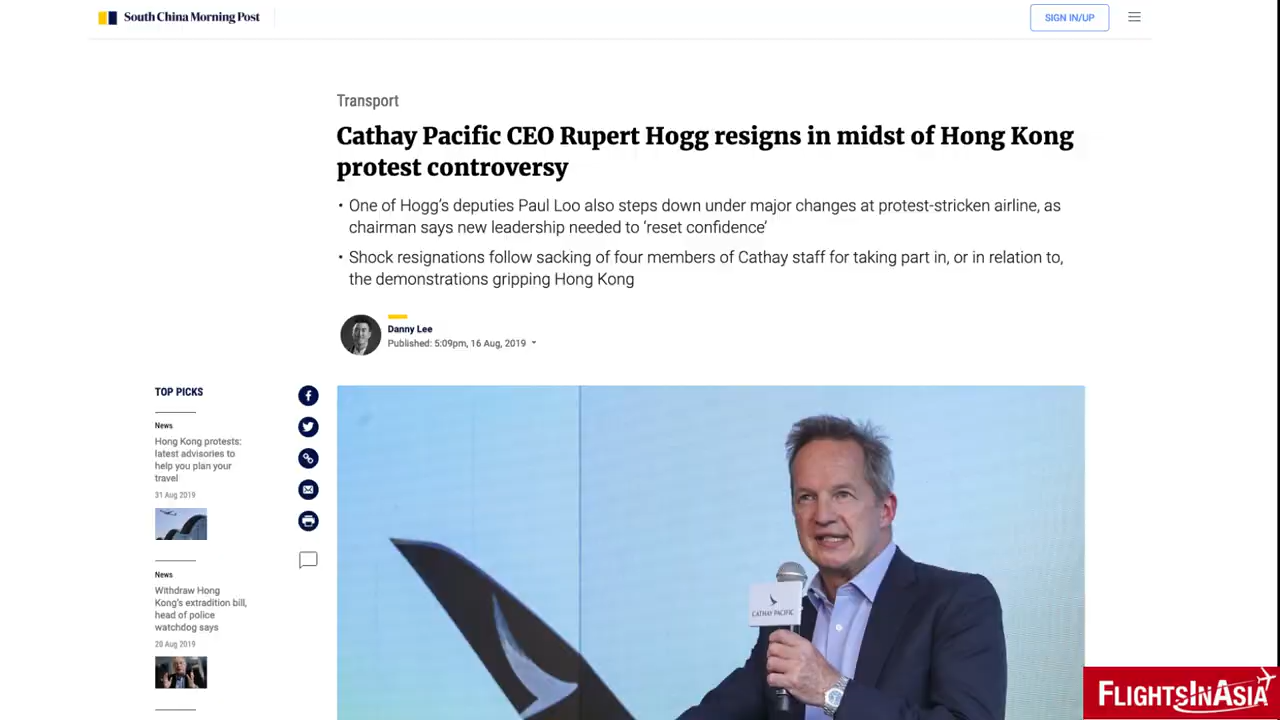 South China Morning Post
SIGN IN/UP
Transport
Cathay Pacific CEO Rupert Hogg resigns in midst of Hong Kong
protest controversy
• One of Hogg's deputies Paul Loo also steps down under major changes at protest-stricken airline, as
chairman says new leadership needed to 'reset confidence'
• Shock resignations follow sacking of four members of Cathay staff for taking part in, or in relation to,
the demonstrations gripping Hong Kong
Danny Lee
Published: 5:09pm, 16 Aug, 2019
TOP PICKS
News
Hong Kong protests:
latest advisories to
help you plan your
travel
31 Aug 2019
News
Withdraw Hong
Kong's extradition bill,
head of police
watchdog says
20 Aug 2019
CATHAY PACIFIC
FLIGHTSINASIA